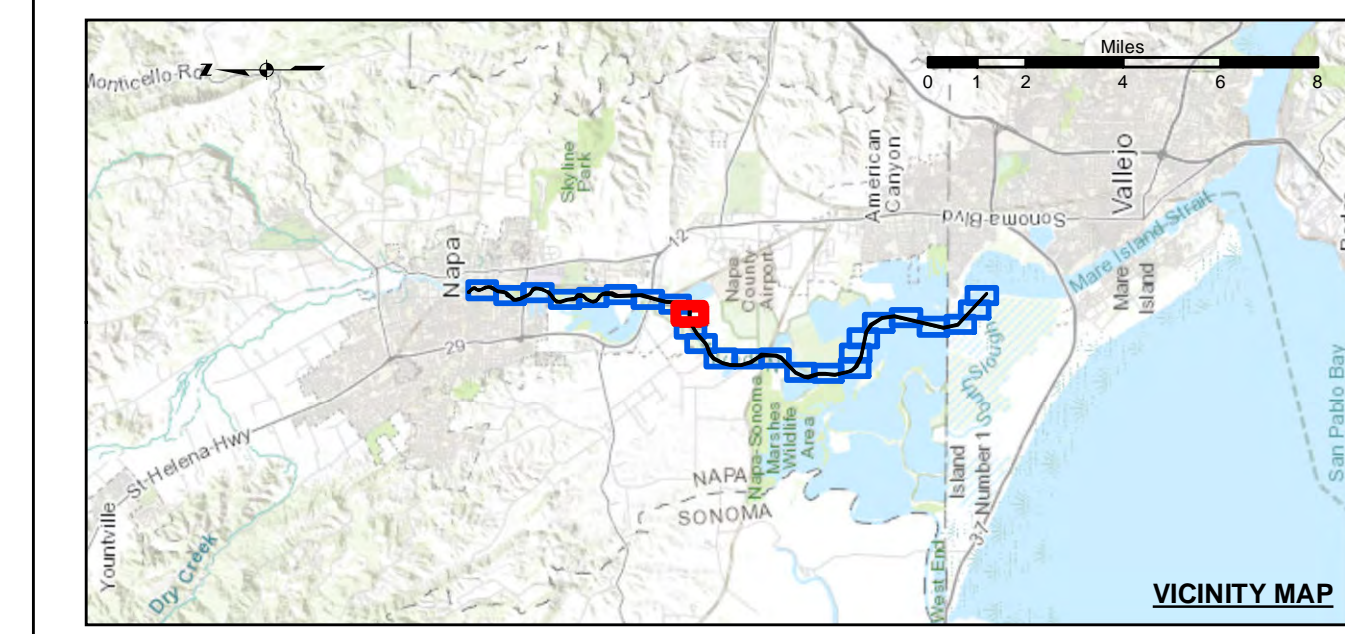 Miles
0 1 2 4 6 8
Monticello-Rd
Z
Skyline
Park
American
Canyon
Vallejo
Sonoma-Blvd
Mare Island Strait
Mare
Island
Napa
12
Napa
County
Airport
29
South Slough
St-Helena-Hwy
Napa-Sonoma
Marshes
Wildlife
Area
NAPA
SONOMA
Island
Number 1
37
San Pablo Bay
Yountville
Dry Creek
West End
VICINITY MAP